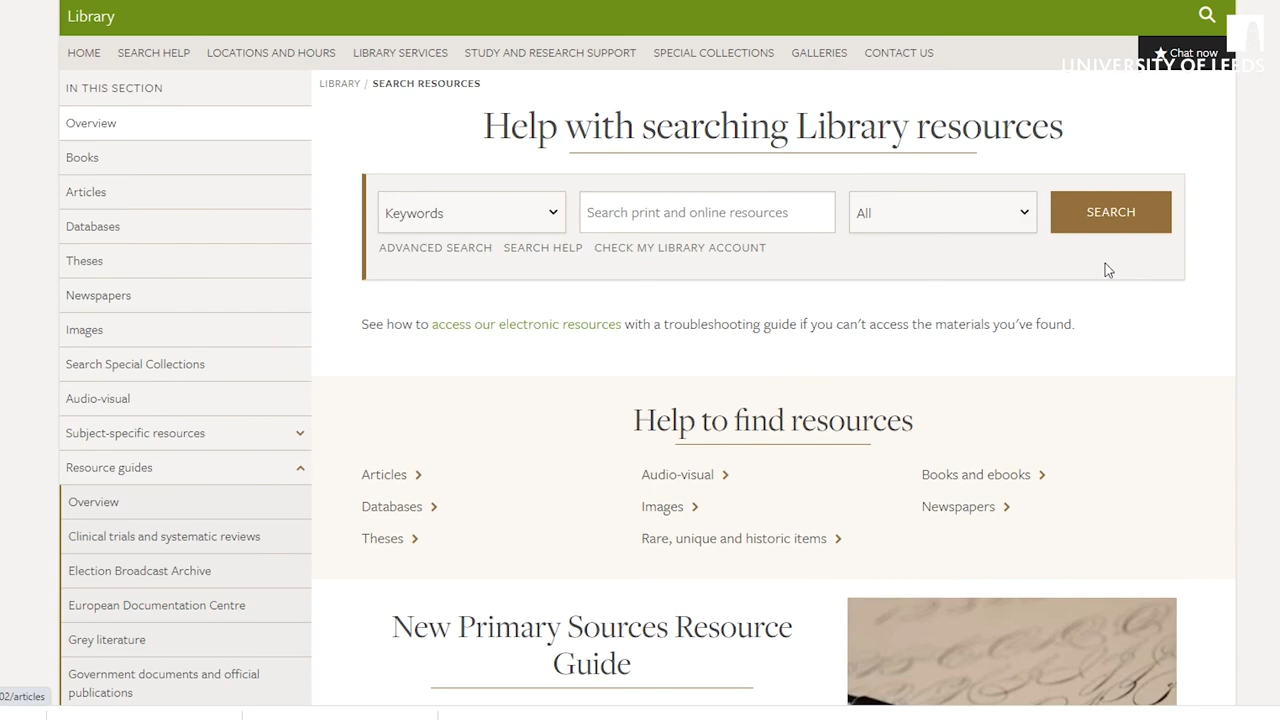 Library
HOME SEARCH HELP LOCATIONS AND HOURS LIBRARY SERVICES STUDY AND RESEARCH SUPPORT SPECIAL COLLECTIONS GALLERIES CONTACT US
Chat now
UNIVERSITY OF LEEDS
IN THIS SECTION
Overview
Books
Articles
Databases
Theses
Newspapers
Images
Search Special Collections
Audio-visual
Subject-specific resources
Resource guides
Overview
Clinical trials and systematic reviews
Election Broadcast Archive
European Documentation Centre
Grey literature
Government documents and official
publications
02/articles
LIBRARY / SEARCH RESOURCES
Help with searching Library resources
Keywords Search print and online resources All SEARCH
ADVANCED SEARCH SEARCH HELP CHECK MY LIBRARY ACCOUNT
See how to access our electronic resources with a troubleshooting guide if you can't access the materials you've found.
Help to find resources
Articles Audio-visual Books and ebooks
Databases Images Newspapers
Theses Rare, unique and historic items
New Primary Sources Resource
Guide